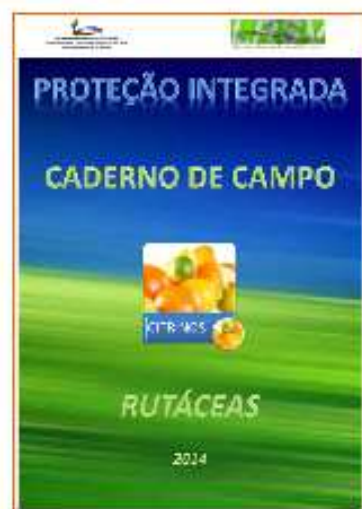 PROTEÇÃO INTEGRADA
CADERNO DE CAMPO
CITRINOS
RUTÁCEAS
2014